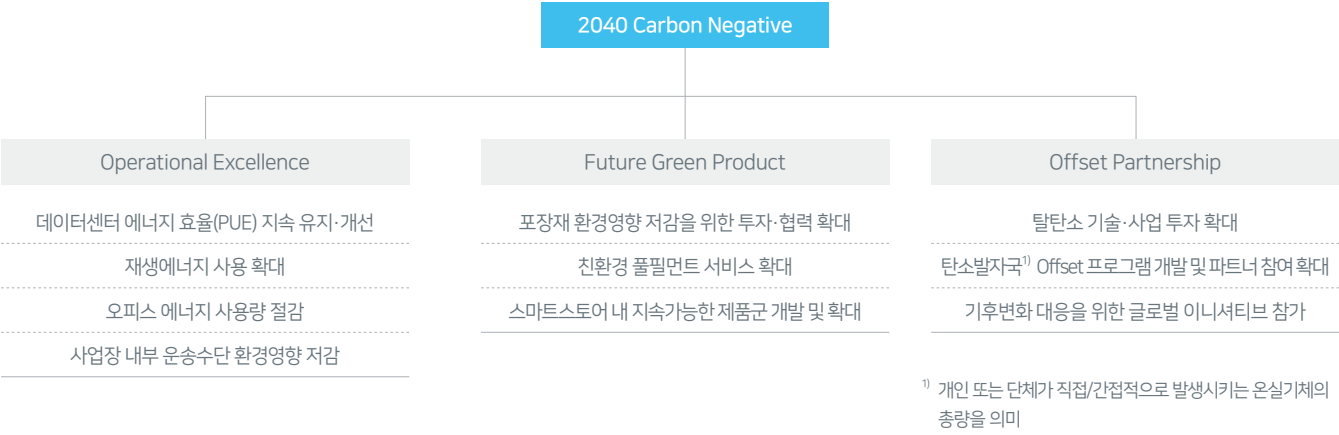 2040 Carbon Negative
Operational Excellence
데이터센터 에너지 효율(PUE) 지속 유지·개선
재생에너지 사용 확대
오피스 에너지 사용량 절감
사업장 내부 운송수단 환경영향 저감
Future Green Product
포장재 환경영향 저감을 위한 투자·협력 확대
친환경 풀필먼트 서비스 확대
스마트스토어 내 지속가능한 제품군 개발 및 확대
Offset Partnership
탈탄소 기술·사업 투자 확대
탄소발자국1) Offset 프로그램 개발 및 파트너 참여 확대
기후변화 대응을 위한 글로벌 이니셔티브 참가
1) 개인 또는 단체가 직접/간접적으로 발생시키는 온실기체의
총량을 의미